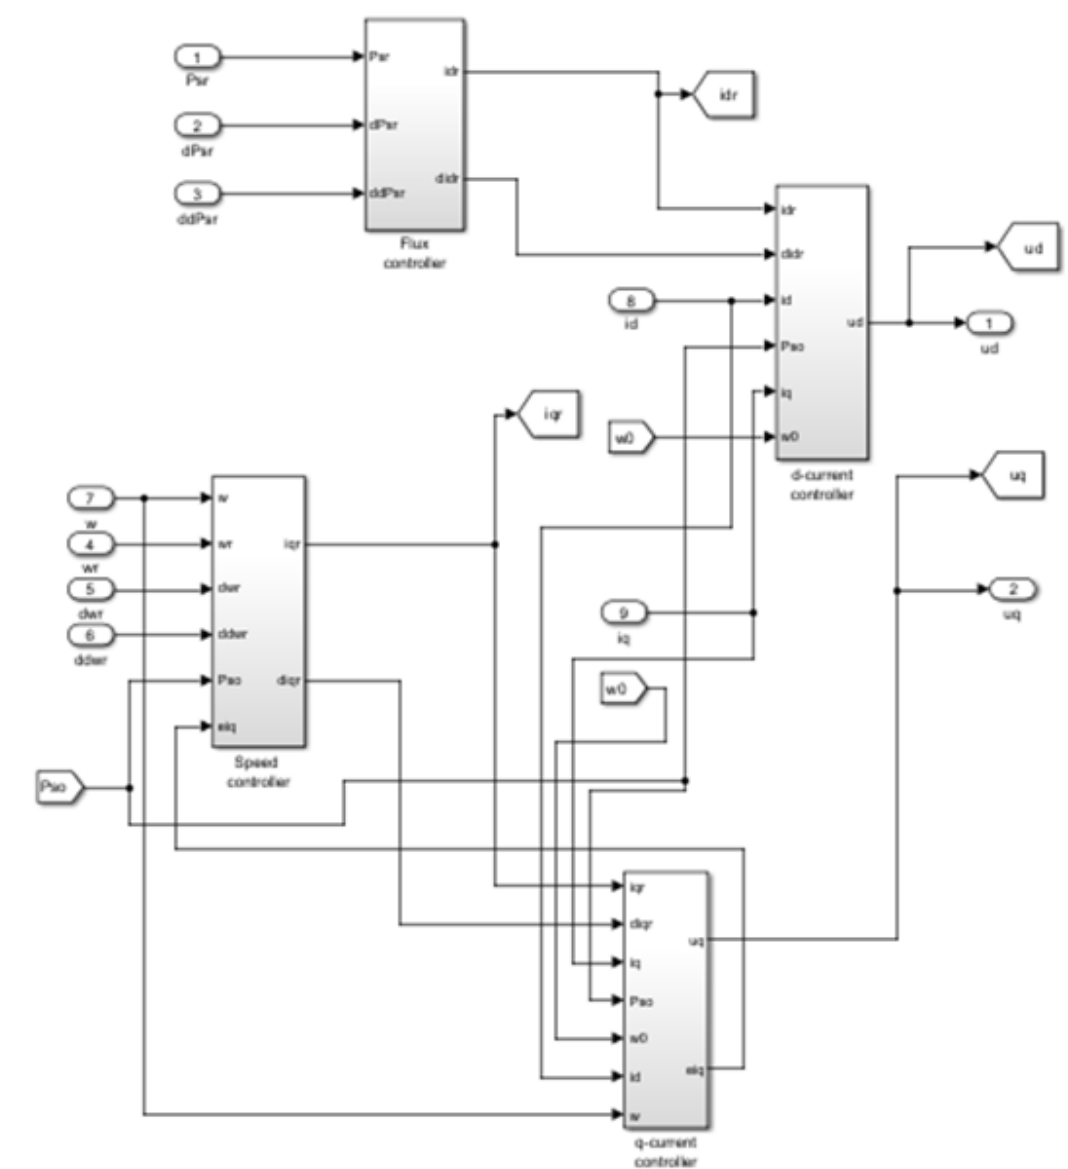 1
Psr
2
dPsr
3
ddPsr
Psr
dPsr
ddPsr
idr
didr
Flux
controller
idr
idr
didr
id
Pso
iq
w0
ud
d-current
controller
8
id
w0
ud
1
ud
iqr
7
w
4
wr
5
dwr
6
ddwr
w
wr
dwr
ddwr
Pso
eiq
iqr
diqr
Speed
controller
Pso
9
iq
w0
uq
2
uq
iqr
diqr
iq
Pso
w0
id
w
uq
eiq
q-current
controller